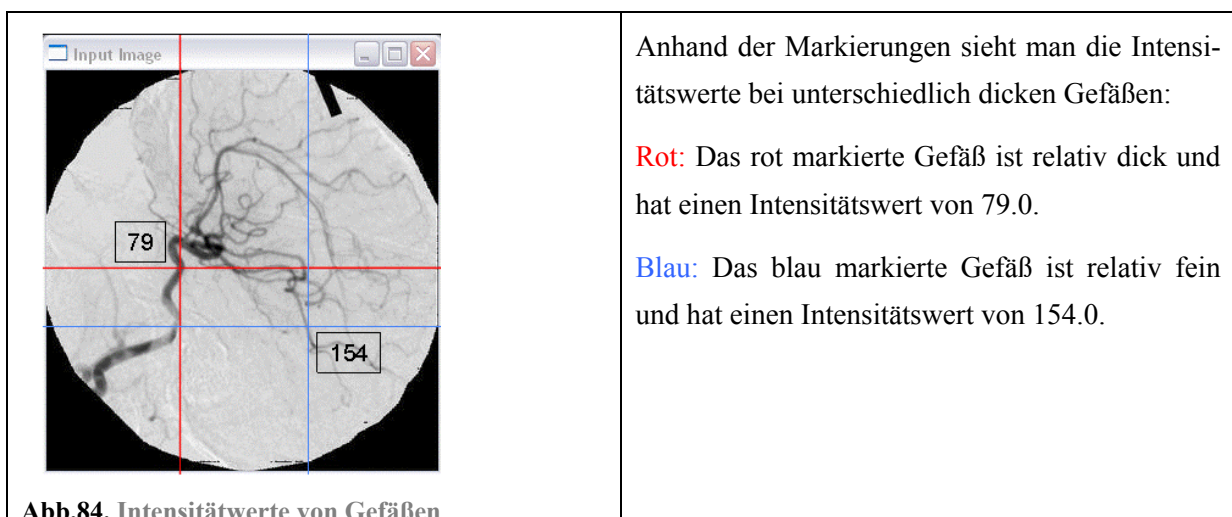 Input Image
79
154
Abb.84. Intensitätwerte von Gefäßen
Anhand der Markierungen sieht man die Intensi-
tätswerte bei unterschiedlich dicken Gefäßen:
Rot: Das rot markierte Gefäß ist relativ dick und
hat einen Intensitätswert von 79.0.
Blau: Das blau markierte Gefäß ist relativ fein
und hat einen Intensitätswert von 154.0.